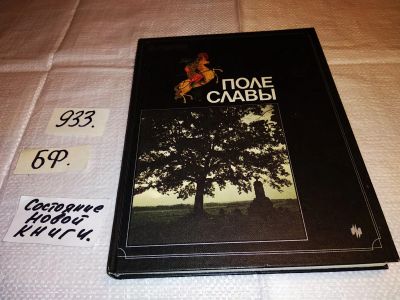 933.
БФ.
Состояние
новой
книги.
ПОЛЕ
СЛАВЫ